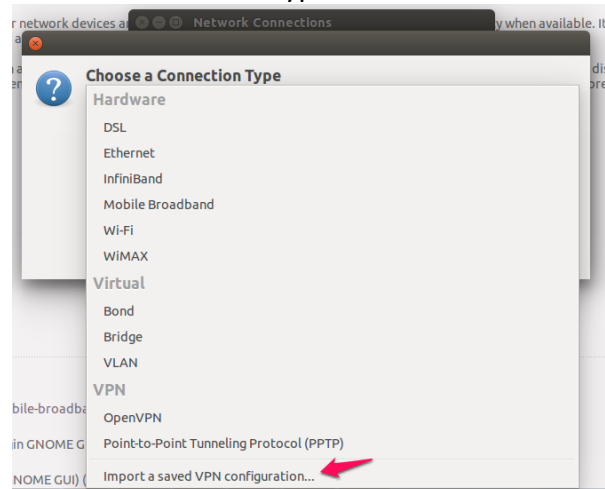 r network devices a
Network Connections
y when available. It
a
Choose a Connection Type
Hardware
DSL
Ethernet
InfiniBand
Mobile Broadband
Wi-Fi
WiMAX
Virtual
Bond
Bridge
VLAN
VPN
OpenVPN
Point-to-Point Tunneling Protocol (PPTP)
Import a saved VPN configuration...
bile-broadba
in GNOME G
NOME GUI) (